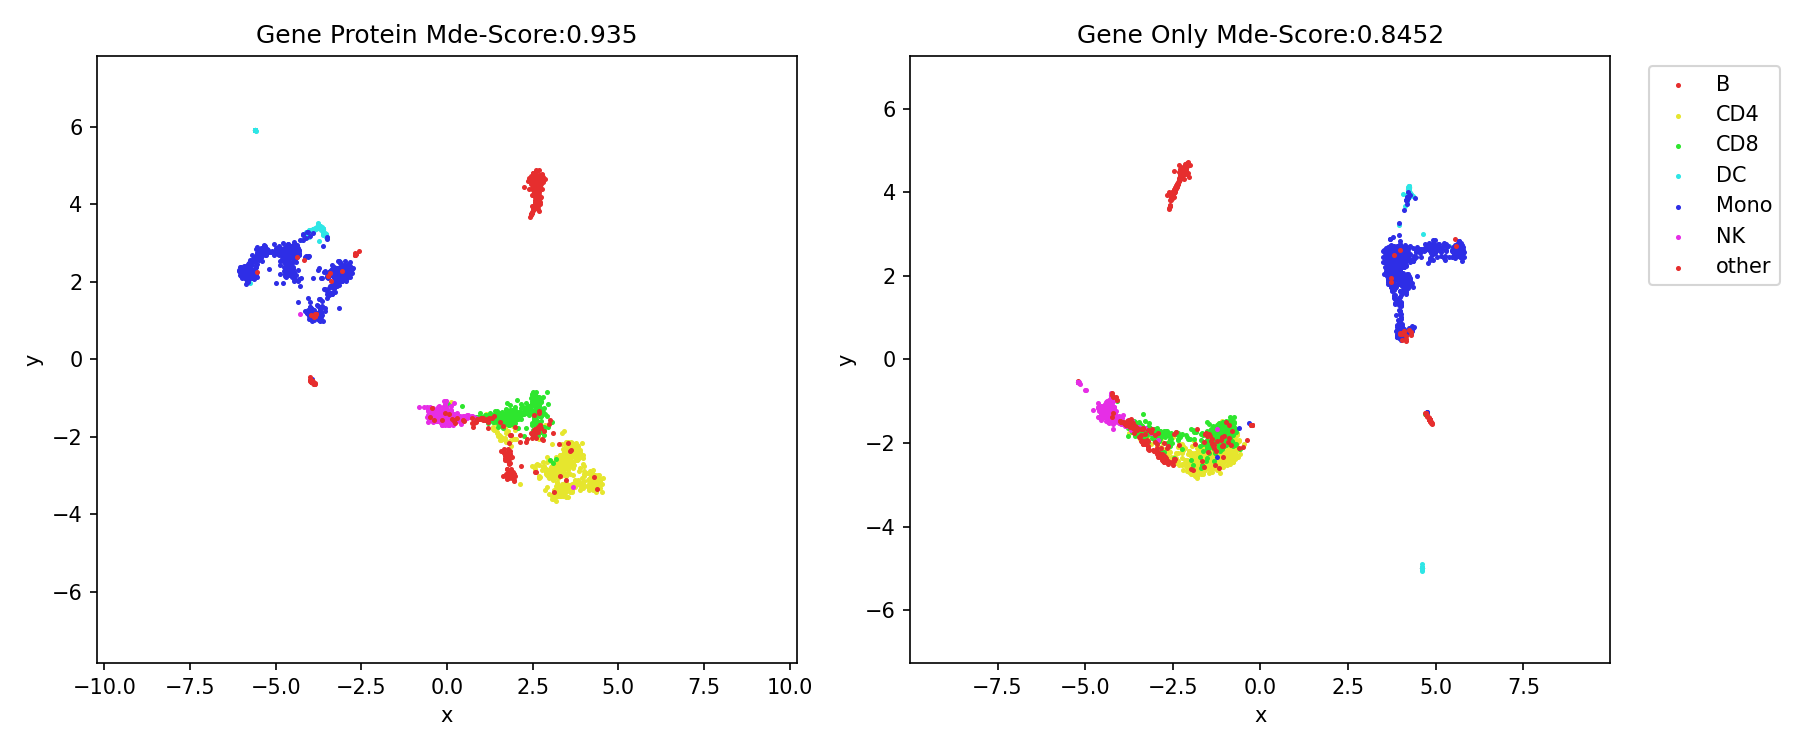 Gene Protein Mde-Score:0.935
6
4
2
0
−2
−4
−6
y
−10.0 −7.5 −5.0 −2.5 0.0 2.5 5.0 7.5 10.0
x
Gene Only Mde-Score:0.8452
6
4
2
0
−2
−4
−6
y
−7.5 −5.0 −2.5 0.0 2.5 5.0 7.5
x
B
CD4
CD8
DC
Mono
NK
other